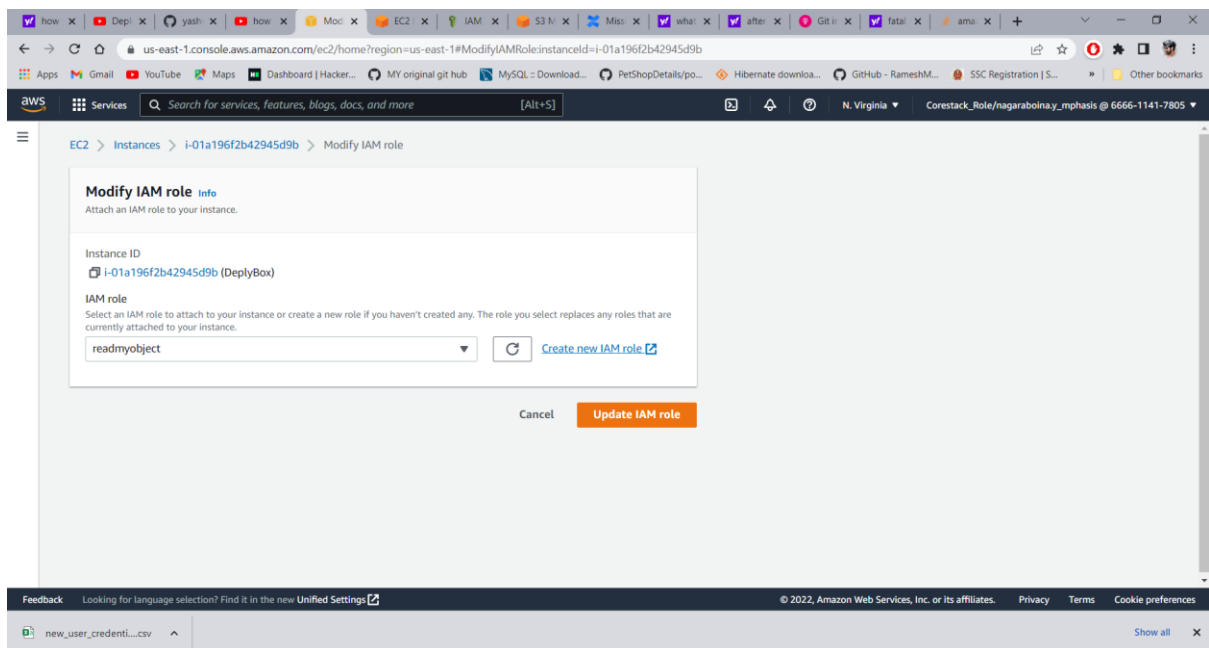 how
Depl
yash
how
Mod
EC2
IAM
S3 M
Miss
what
after
Git i
fatal
ama
us-east-1.console.aws.amazon.com/ec2/home?region=us-east-1#ModifyIAMRole:instanceId=i-01a196f2b42945d9b
Apps
Gmail
YouTube
Maps
Dashboard | Hacker...
MY original git hub
MySQL :: Download...
PetShopDetails/po...
Hibernate downloa...
GitHub - RameshM...
SSC Registration | S...
»
Other bookmarks
aws
Services
Search for services, features, blogs, docs, and more
[Alt+S]
N. Virginia
Corestack_Role/nagaraboina.y_mphasis @ 6666-1141-7805
EC2 > Instances > i-01a196f2b42945d9b > Modify IAM role
Modify IAM role Info
Attach an IAM role to your instance.
Instance ID
i-01a196f2b42945d9b (DeplyBox)
IAM role
Select an IAM role to attach to your instance or create a new role if you haven't created any. The role you select replaces any roles that are
currently attached to your instance.
readmyobject
Create new IAM role
Cancel
Update IAM role
Feedback
Looking for language selection? Find it in the new Unified Settings
© 2022, Amazon Web Services, Inc. or its affiliates.
Privacy
Terms
Cookie preferences
new_user_credenti....csv
Show all